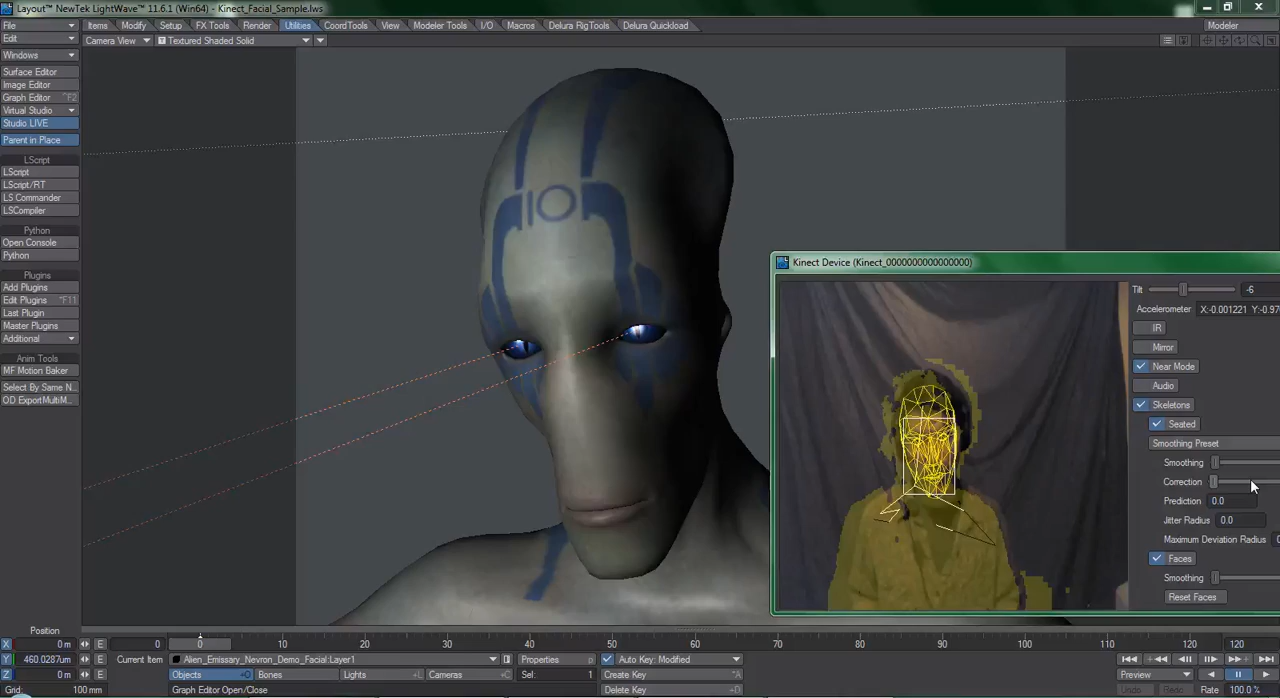 Layout™ NewTek LightWave™ 11.6.1 (Win64) - Kinect_Facial_Sample.lws
File Items Modify Setup FX Tools Render Utilities CoordTools View Modeler Tools I/O Macros Delura RigTools Delura Quickload Modeler
Edit Camera View Textured Shaded Solid
Windows
Surface Editor
Image Editor
Graph Editor ^F2
Virtual Studio
Studio LIVE
Parent in Place
LScript
LScript
LScript/RT
LS Commander
LSCompiler
Python
Open Console
Python
Plugins
Add Plugins
Edit Plugins ^F11
Last Plugin
Master Plugins
Additional
Anim Tools
MF Motion Baker
Select By Same N...
OD ExportMultiM...
IO
Kinect Device (Kinect_0000000000000000)
Tilt -6
Accelerometer X:-0.001221 Y:-0.97
IR
Mirror
Near Mode
Audio
Skeletons
Seated
Smoothing Preset
Smoothing
Correction
Prediction 0.0
Jitter Radius 0.0
Maximum Deviation Radius
Faces
Smoothing
Reset Faces
Position
X 0 m E 0 0 10 20 30 40 50 60 70 80 90 100 110 120 120
Y 460.0287um E Current Item Alien_Emissary_Nevron_Demo_Facial:Layer1 Properties p Auto Key: Modified
Z 0 m E Objects +O Bones Lights +L Cameras +C Sel: 1 Create Key ^A Preview
Grid: 100 mm Graph Editor Open/Close Delete Key ^D Undo Redo Rate 100.0 %